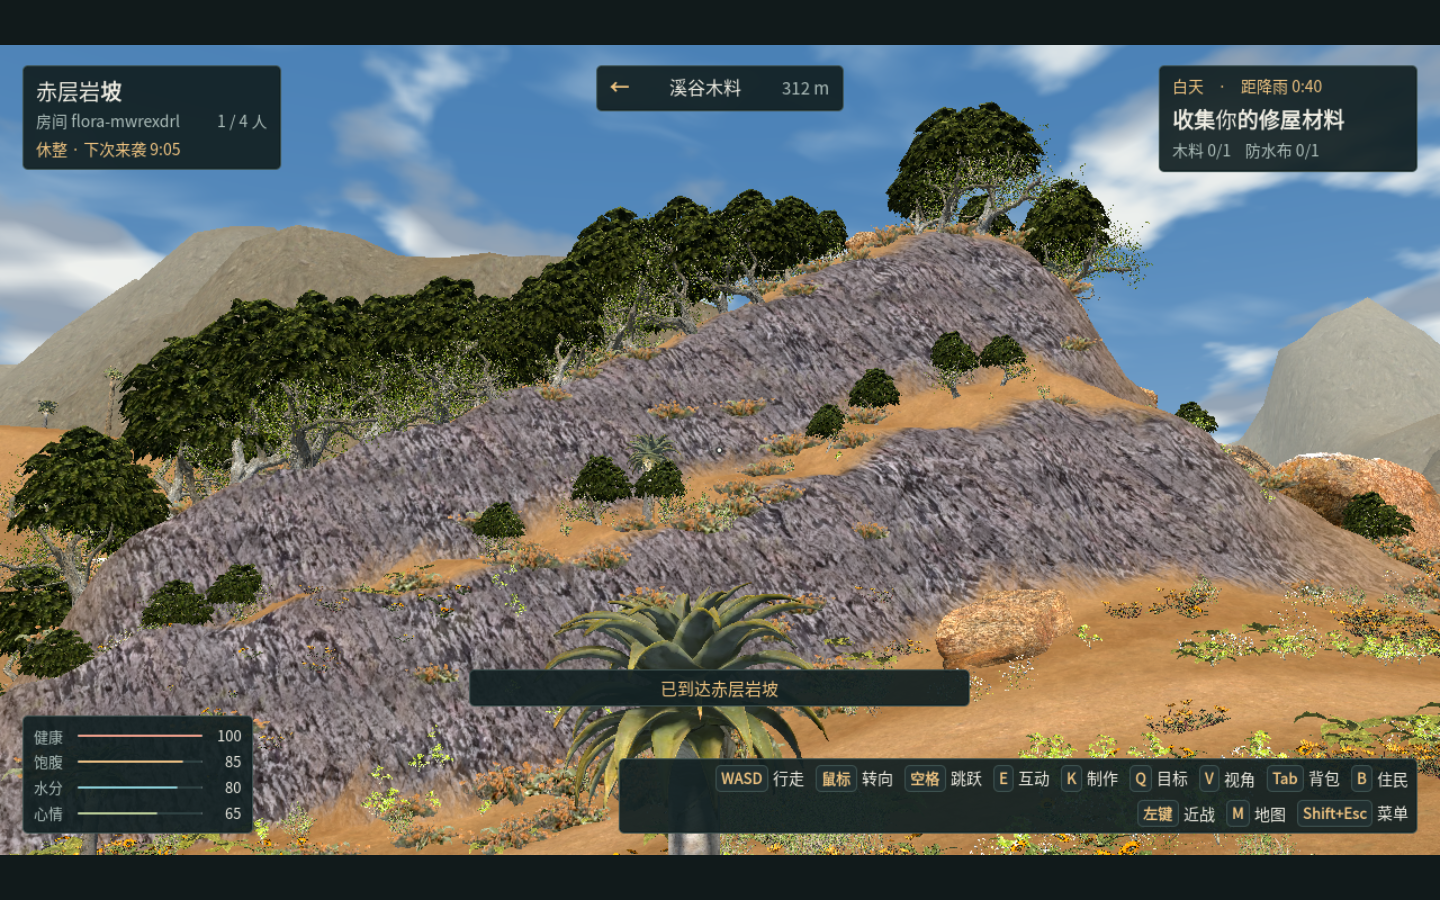 赤层岩坡
房间 flora-mwrexdrl 1 / 4 人
休整 · 下次来袭 9:05
← 溪谷木料 312 m
白天 · 距降雨 0:40
收集你的修屋材料
木料 0/1 防水布 0/1
已到达赤层岩坡
健康 100
饱腹 85
水分 80
心情 65
WASD 行走 鼠标 转向 空格 跳跃 E 互动 K 制作 Q 目标 V 视角 Tab 背包 B 住民
左键 近战 M 地图 Shift+Esc 菜单